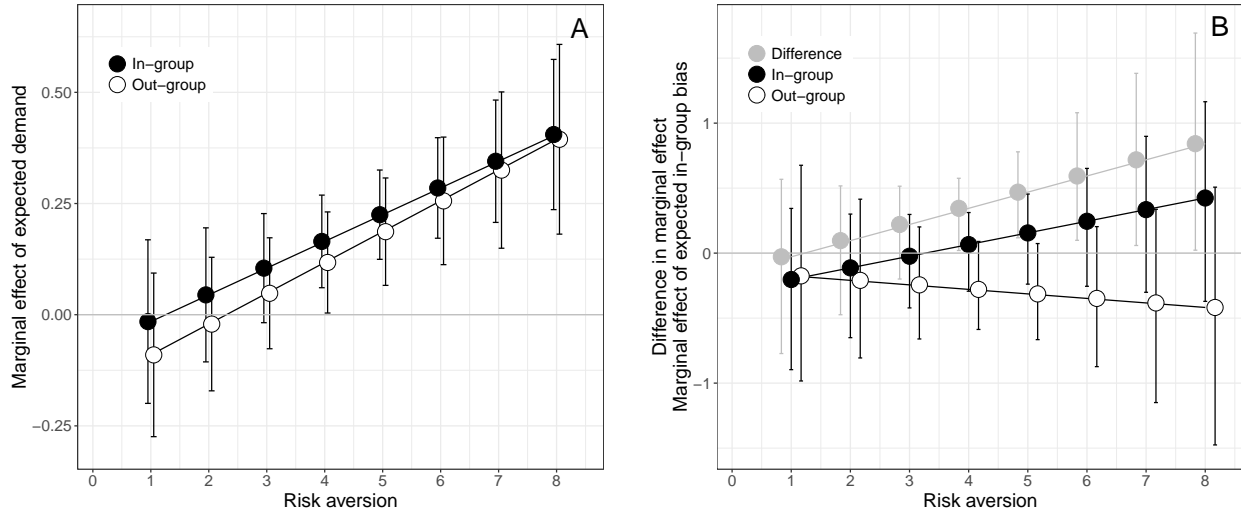 A
In−group
Out−group
Marginal effect of expected demand
0.50
0.25
0.00
−0.25
0 1 2 3 4 5 6 7 8
Risk aversion
B
Difference
In−group
Out−group
Difference in marginal effect
Marginal effect of expected in−group bias
1
0
−1
0 1 2 3 4 5 6 7 8
Risk aversion